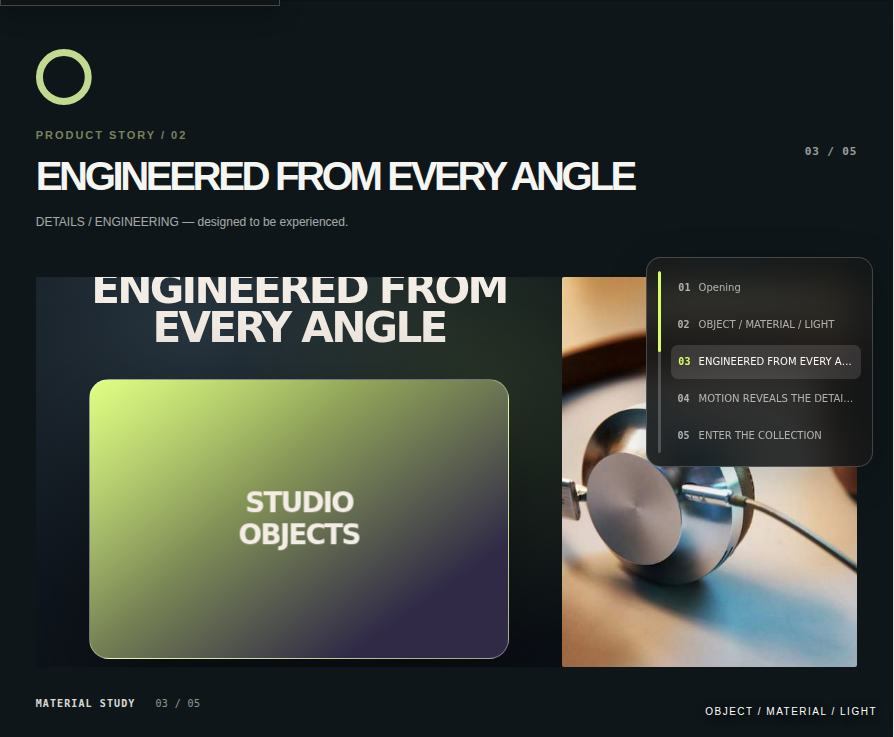 PRODUCT STORY / 02
03 / 05
ENGINEERED FROM EVERY ANGLE
DETAILS / ENGINEERING — designed to be experienced.
ENGINEERED FROM
EVERY ANGLE
STUDIO
OBJECTS
01 Opening
02 OBJECT / MATERIAL / LIGHT
03 ENGINEERED FROM EVERY A...
04 MOTION REVEALS THE DETAI...
05 ENTER THE COLLECTION
MATERIAL STUDY 03 / 05
OBJECT / MATERIAL / LIGHT